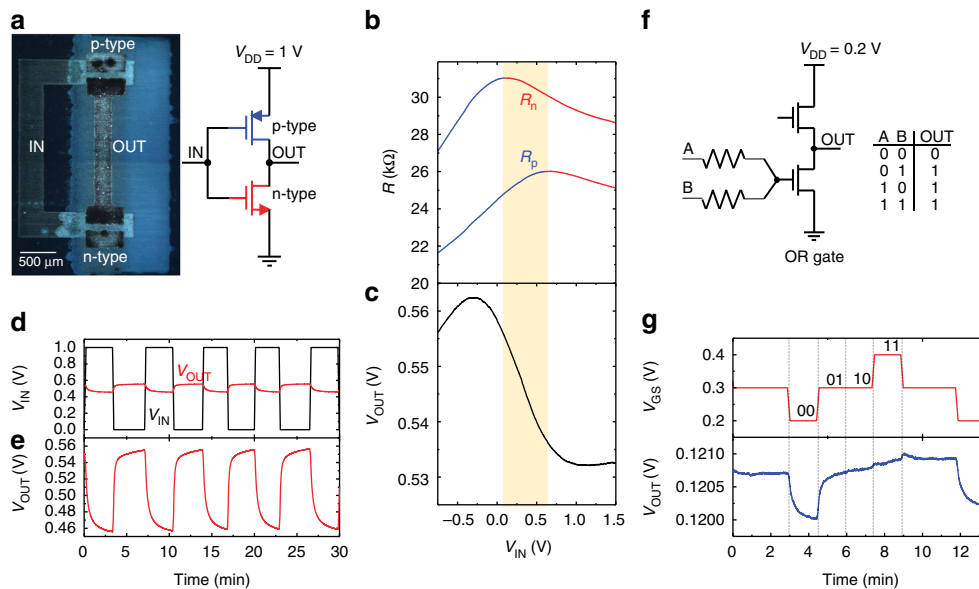 a
p-type
IN
OUT
n-type
500 μm
V_DD = 1 V
p-type
IN
OUT
n-type
b
R (kΩ)
30
28
26
24
22
20
R_n
R_p
c
V_OUT (V)
0.56
0.55
0.54
0.53
−0.5 0.0 0.5 1.0 1.5
V_IN (V)
d
V_IN (V)
1.0
0.8
0.6
0.4
0.2
0.0
V_OUT
V_IN
e
V_OUT (V)
0.56
0.54
0.52
0.50
0.48
0.46
0 5 10 15 20 25 30
Time (min)
f
V_DD = 0.2 V
OUT
A
B
OR gate
A B OUT
0 0 0
0 1 1
1 0 1
1 1 1
g
V_GS (V)
0.4
0.3
0.2
00
01
10
11
V_OUT (V)
0.1210
0.1205
0.1200
0 2 4 6 8 10 12
Time (min)